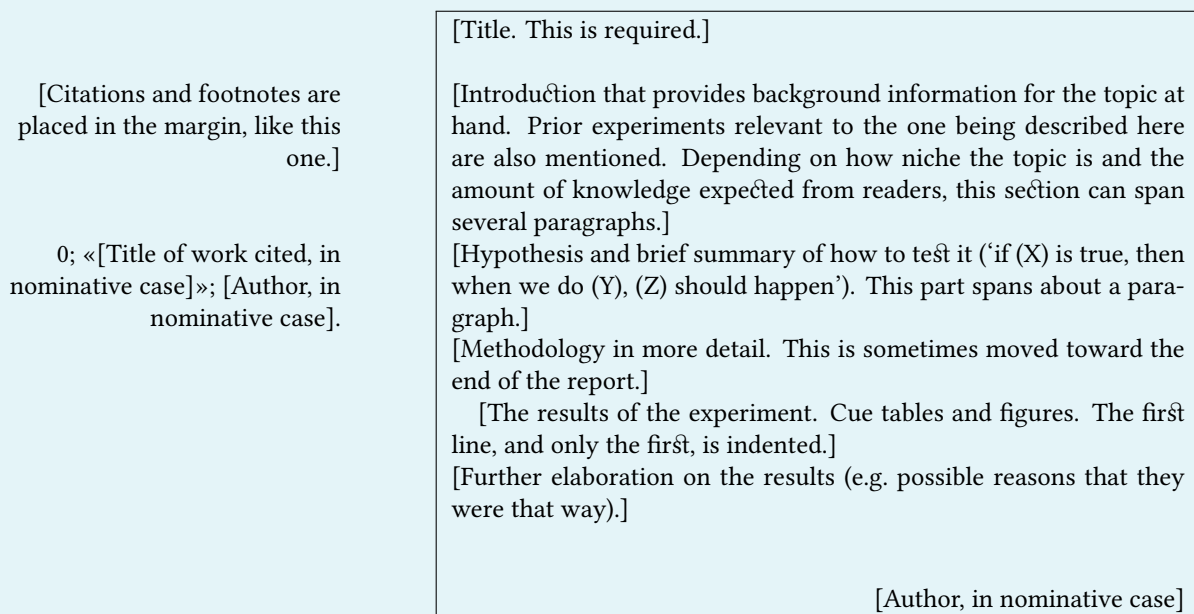 [Title. This is required.]
[Citations and footnotes are
placed in the margin, like this
one.]
[Introduction that provides background information for the topic at
hand. Prior experiments relevant to the one being described here
are also mentioned. Depending on how niche the topic is and the
amount of knowledge expected from readers, this section can span
several paragraphs.]
0; «[Title of work cited, in
nominative case]»; [Author, in
nominative case].
[Hypothesis and brief summary of how to test it (‘if (X) is true, then
when we do (Y), (Z) should happen’). This part spans about a para-
graph.]
[Methodology in more detail. This is sometimes moved toward the
end of the report.]
[The results of the experiment. Cue tables and figures. The first
line, and only the first, is indented.]
[Further elaboration on the results (e.g. possible reasons that they
were that way).]
[Author, in nominative case]